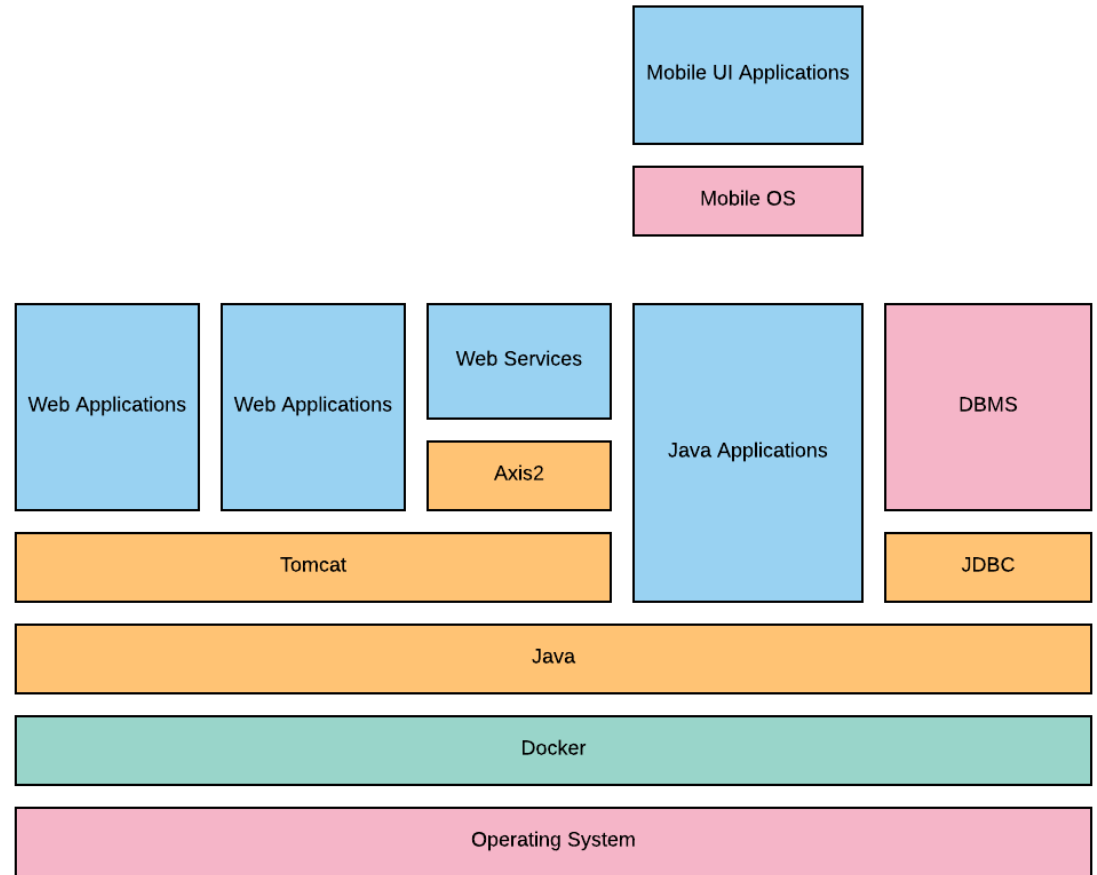 Mobile UI Applications
Mobile OS
Web Applications
Web Applications
Web Services
Axis2
Java Applications
DBMS
Tomcat
JDBC
Java
Docker
Operating System